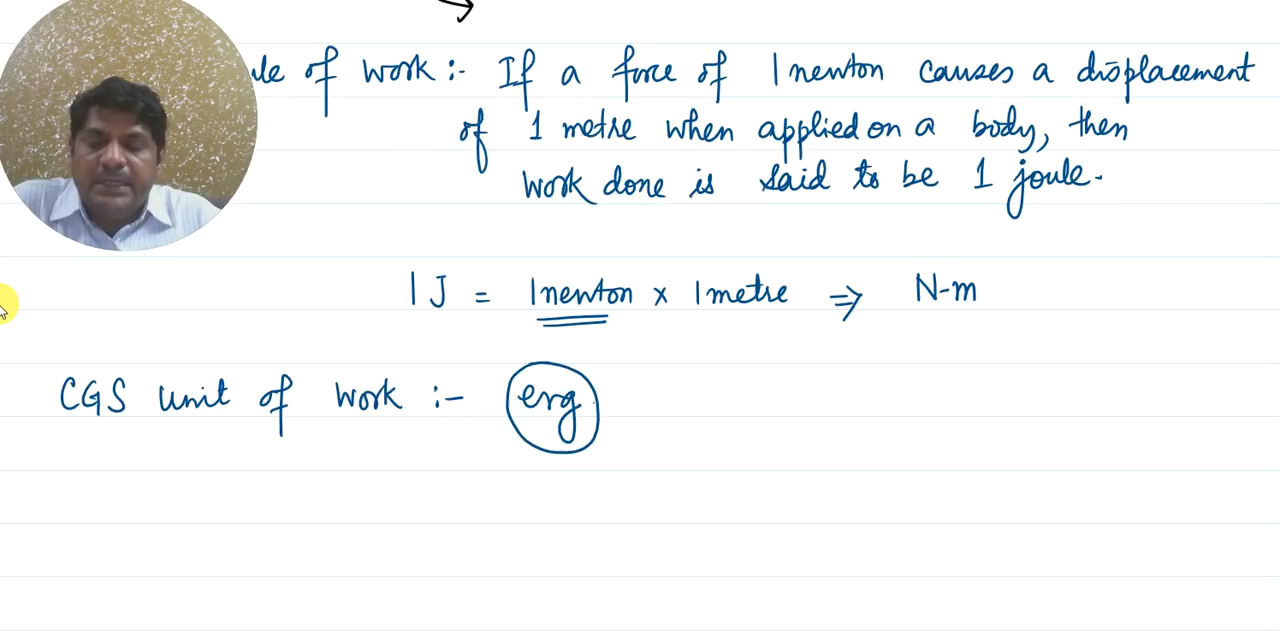 of work :- If a force of 1 newton causes a displacement
of 1 metre when applied on a body, then
work done is said to be 1 joule.
1 J = 1 newton x 1 metre ⇒ N-m
CGS unit of work :- erg